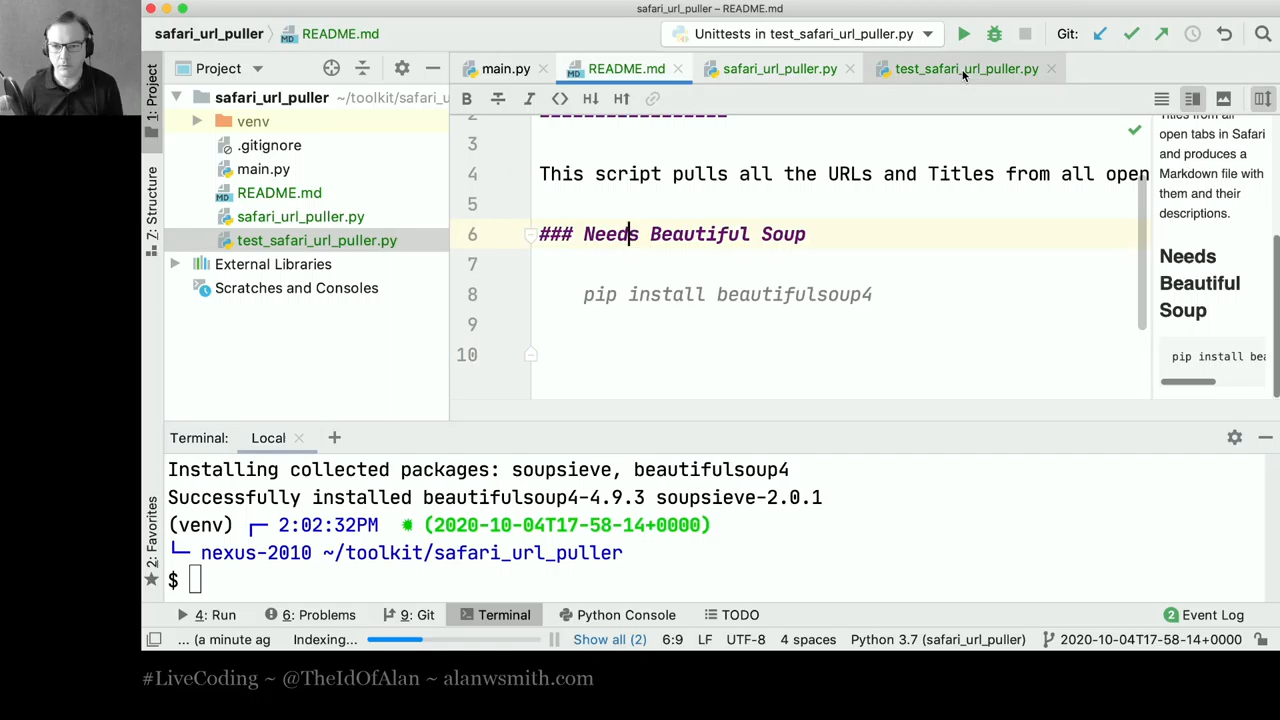 safari_url_puller – README.md
safari_url_puller
README.md
Unittests in test_safari_url_puller.py
Git:
1: Project
Project
main.py
README.md
safari_url_puller.py
test_safari_url_puller.py
safari_url_puller ~/toolkit/safari_u
venv
.gitignore
main.py
README.md
safari_url_puller.py
test_safari_url_puller.py
External Libraries
Scratches and Consoles
7: Structure
2: Favorites
B I H↓ H↑
2
3
4 This script pulls all the URLs and Titles from all open
5
6 ### Needs Beautiful Soup
7
8 pip install beautifulsoup4
9
10
Titles from all
open tabs in Safari
and produces a
Markdown file with
them and their
descriptions.
Needs
Beautiful
Soup
pip install bea
Terminal: Local +
Installing collected packages: soupsieve, beautifulsoup4
Successfully installed beautifulsoup4-4.9.3 soupsieve-2.0.1
(venv) ┌─ 2:02:32PM ✹ (2020-10-04T17-58-14+0000)
└─ nexus-2010 ~/toolkit/safari_url_puller
$
4: Run
6: Problems
9: Git
Terminal
Python Console
TODO
2 Event Log
... (a minute ag
Indexing...
Show all (2)
6:9
LF
UTF-8
4 spaces
Python 3.7 (safari_url_puller)
2020-10-04T17-58-14+0000
#LiveCoding ~ @TheIdOfAlan ~ alanwsmith.com